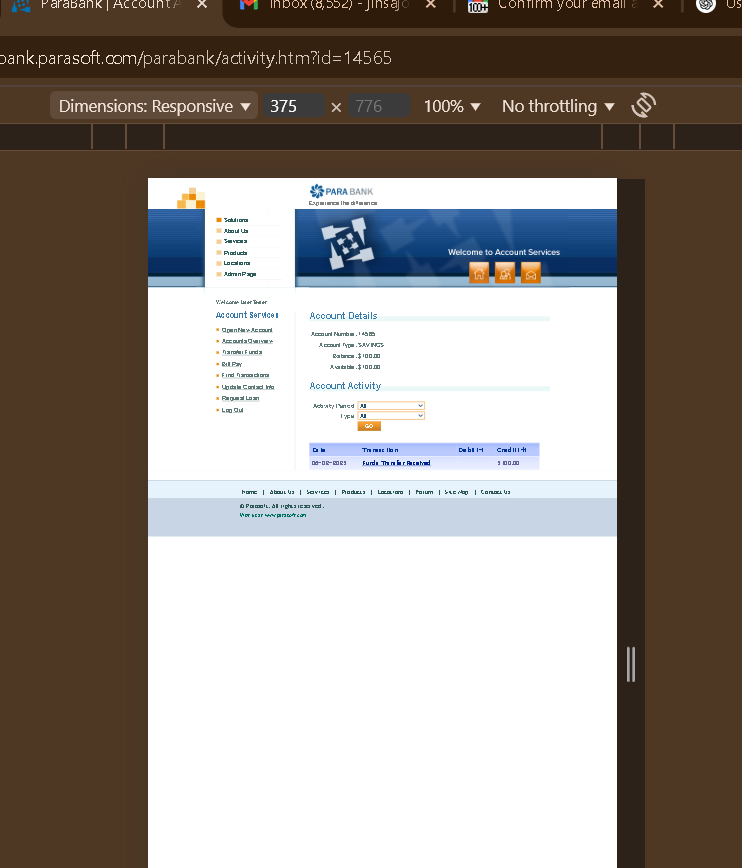 ParaBank | Account A
Inbox (8,552) - jinsajo
Confirm your email a
Us
bank.parasoft.com/parabank/activity.htm?id=14565
Dimensions: Responsive 375 × 776 100% No throttling
PARA BANK
Experience the difference
Solutions
About Us
Services
Products
Locations
Admin Page
Welcome to Account Services
Welcome User Tester
Account Services
Open New Account
Accounts Overview
Transfer Funds
Bill Pay
Find Transactions
Update Contact Info
Request Loan
Log Out
Account Details
Account Number: 14565
Account Type: SAVINGS
Balance: $100.00
Available: $100.00
Account Activity
Activity Period: All
Type: All
GO
Date Transaction Debit (-) Credit (+)
Funds Transfer Received $100.00
Home | About Us | Services | Products | Locations | Forum | Site Map | Contact Us
© Parasoft. All rights reserved.
Visit us at: www.parasoft.com